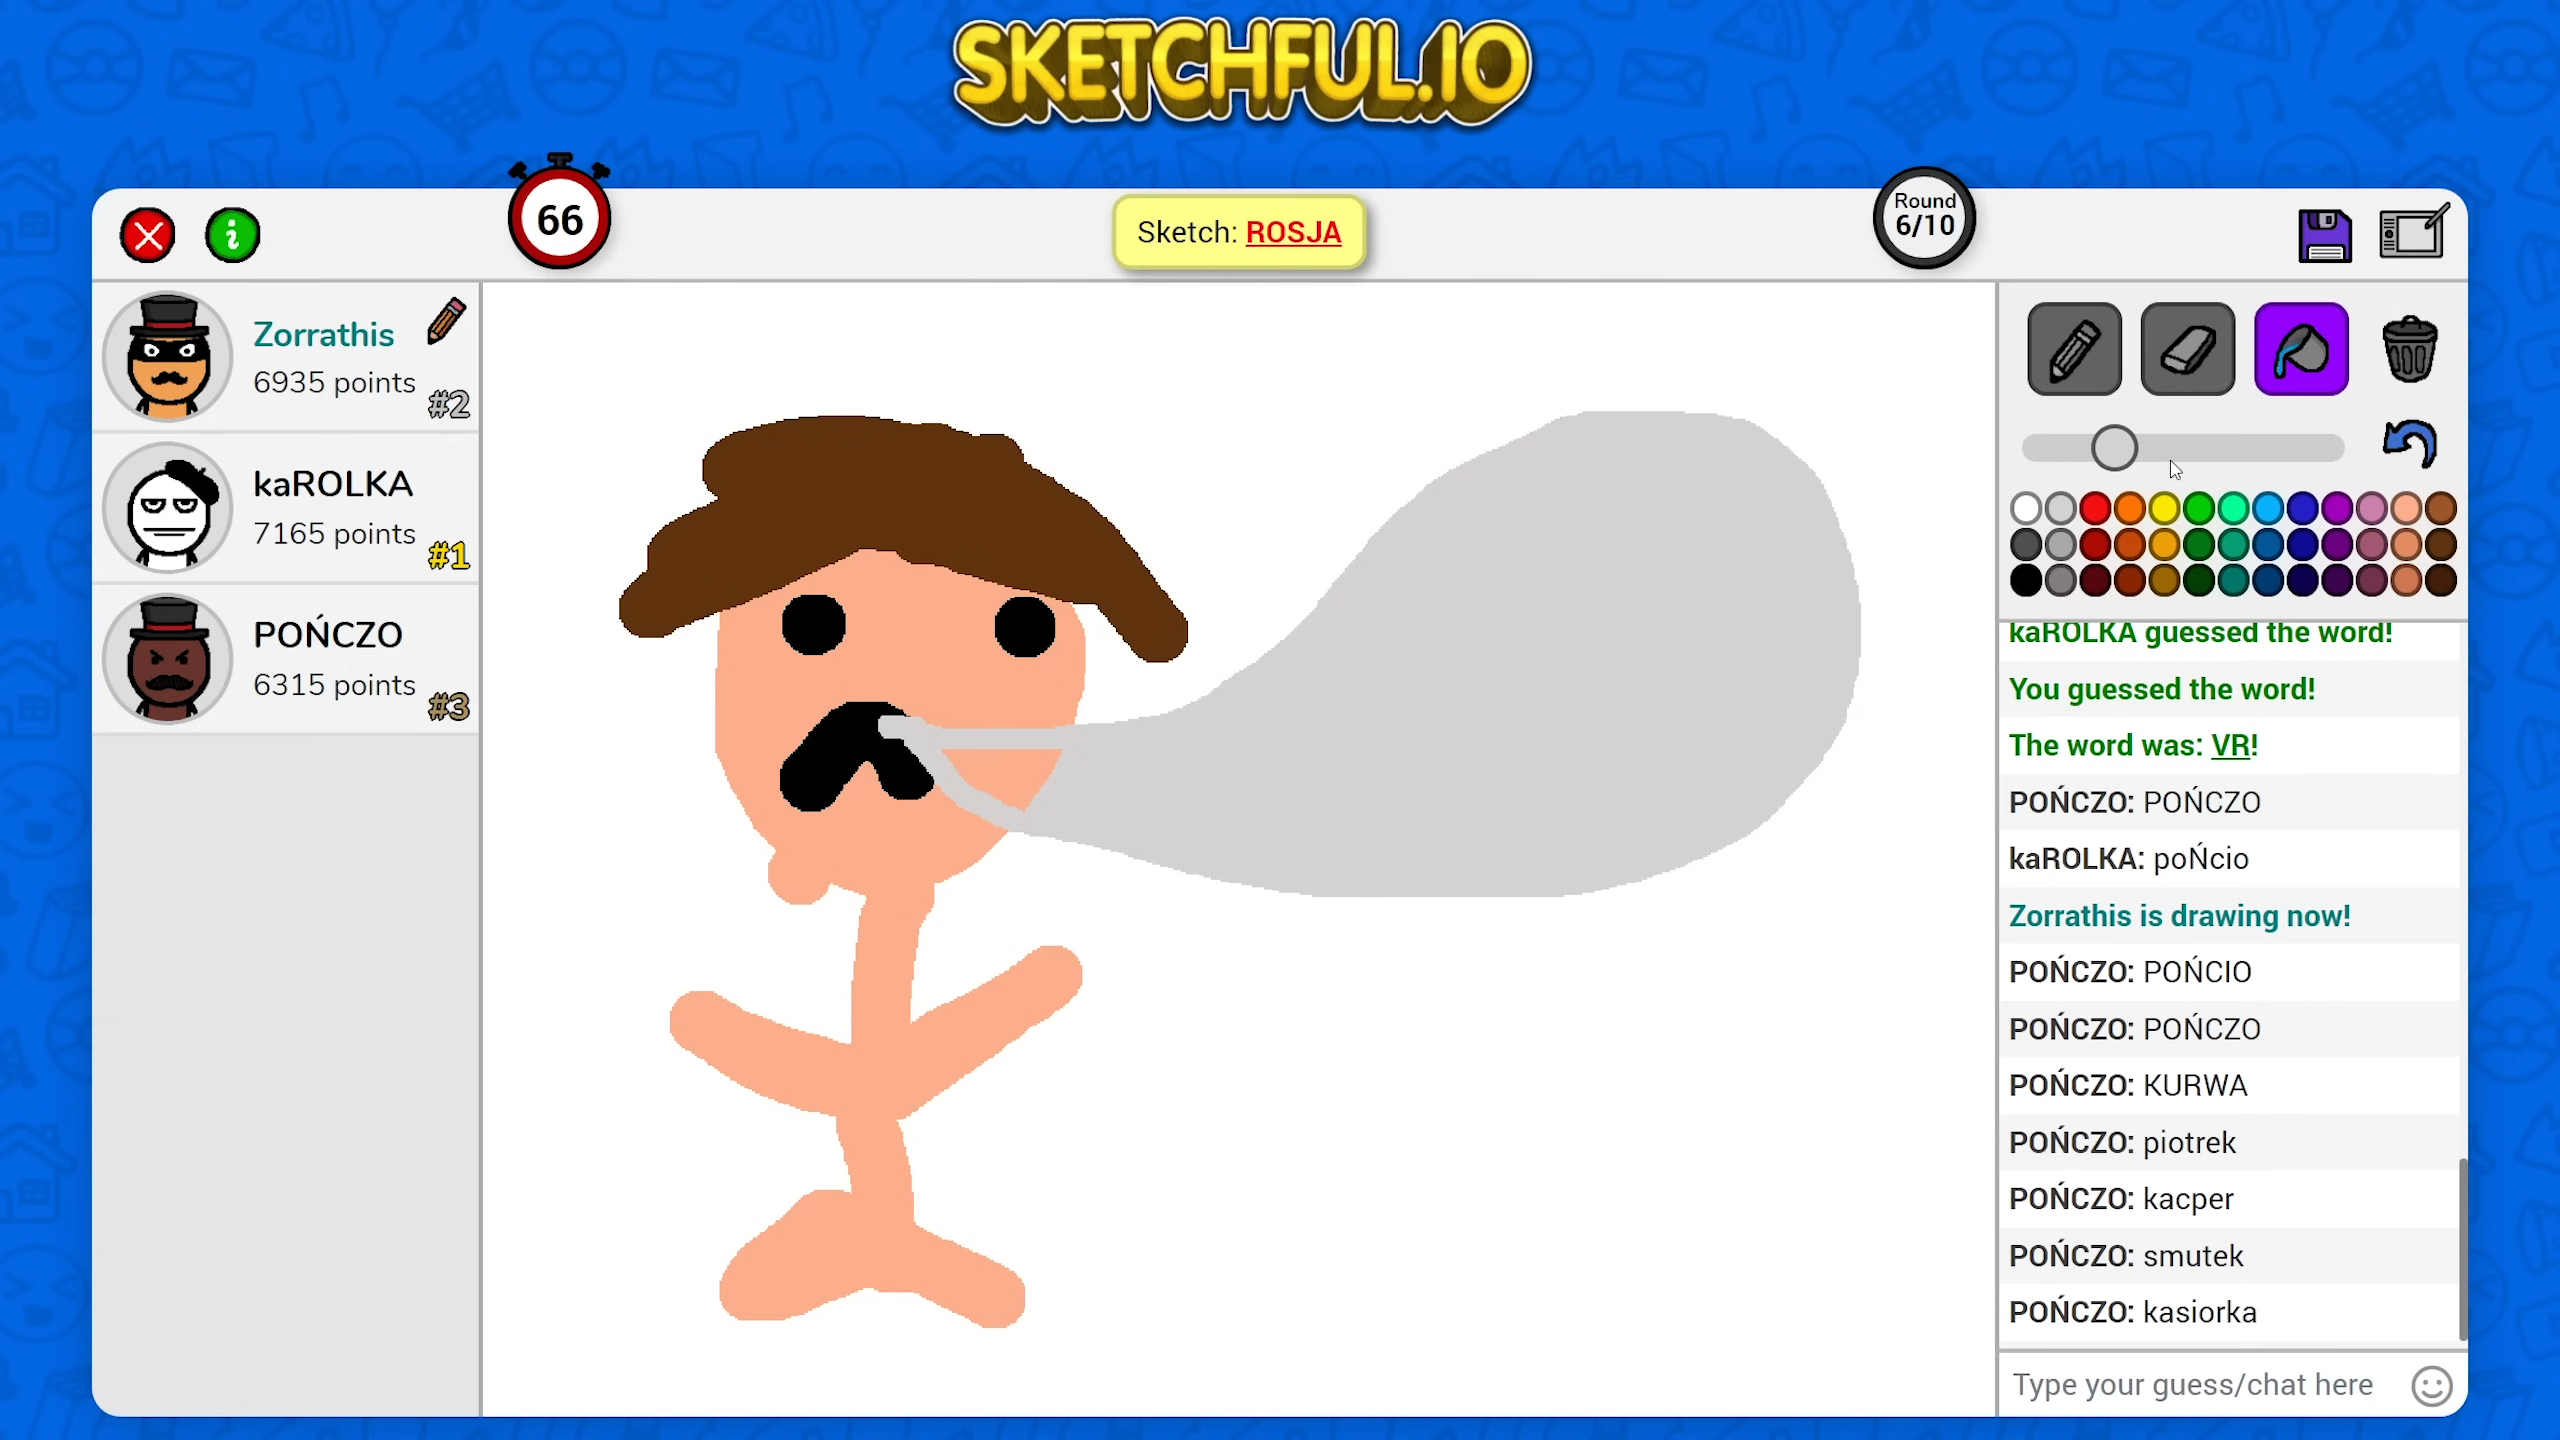 SKETCHFUL.IO
66
Sketch: ROSJA
Round
6/10
Zorrathis
6935 points
#2
kaROLKA
7165 points
#1
POŃCZO
6315 points
#3
kaROLKA guessed the word!
You guessed the word!
The word was: VR!
POŃCZO: POŃCZO
kaROLKA: poŃcio
Zorrathis is drawing now!
POŃCZO: POŃCIO
POŃCZO: POŃCZO
POŃCZO: KURWA
POŃCZO: piotrek
POŃCZO: kacper
POŃCZO: smutek
POŃCZO: kasiorka
Type your guess/chat here